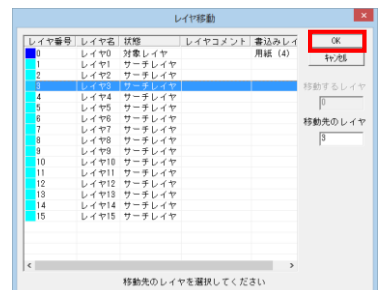 レイヤ移動
レイヤ番号 レイヤ名 状態 レイヤコメント 書込みレイ
0 レイヤ0 対象レイヤ 用紙 (4)
1 レイヤ1 サーチレイヤ
2 レイヤ2 サーチレイヤ
3 レイヤ3 サーチレイヤ
4 レイヤ4 サーチレイヤ
5 レイヤ5 サーチレイヤ
6 レイヤ6 サーチレイヤ
7 レイヤ7 サーチレイヤ
8 レイヤ8 サーチレイヤ
9 レイヤ9 サーチレイヤ
10 レイヤ10 サーチレイヤ
11 レイヤ11 サーチレイヤ
12 レイヤ12 サーチレイヤ
13 レイヤ13 サーチレイヤ
14 レイヤ14 サーチレイヤ
15 レイヤ15 サーチレイヤ
OK
キャンセル
移動するレイヤ
0
移動先のレイヤ
3
移動先のレイヤを選択してください